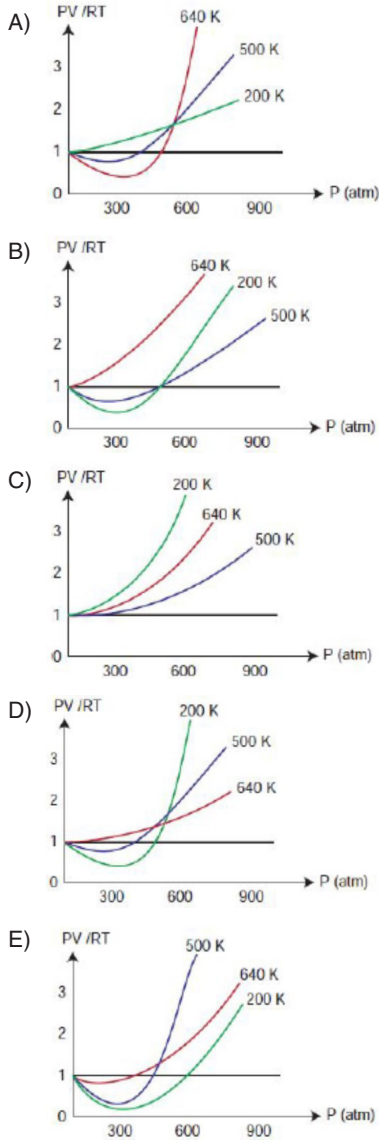 A)
PV /RT
640 K
500 K
200 K
3
2
1
0
300 600 900
P (atm)
B)
PV /RT
640 K
200 K
500 K
3
2
1
0
300 600 900
P (atm)
C)
PV /RT
200 K
640 K
500 K
3
2
1
0
300 600 900
P (atm)
D)
PV /RT
200 K
500 K
640 K
3
2
1
0
300 600 900
P (atm)
E)
PV /RT
500 K
640 K
200 K
3
2
1
0
300 600 900
P (atm)